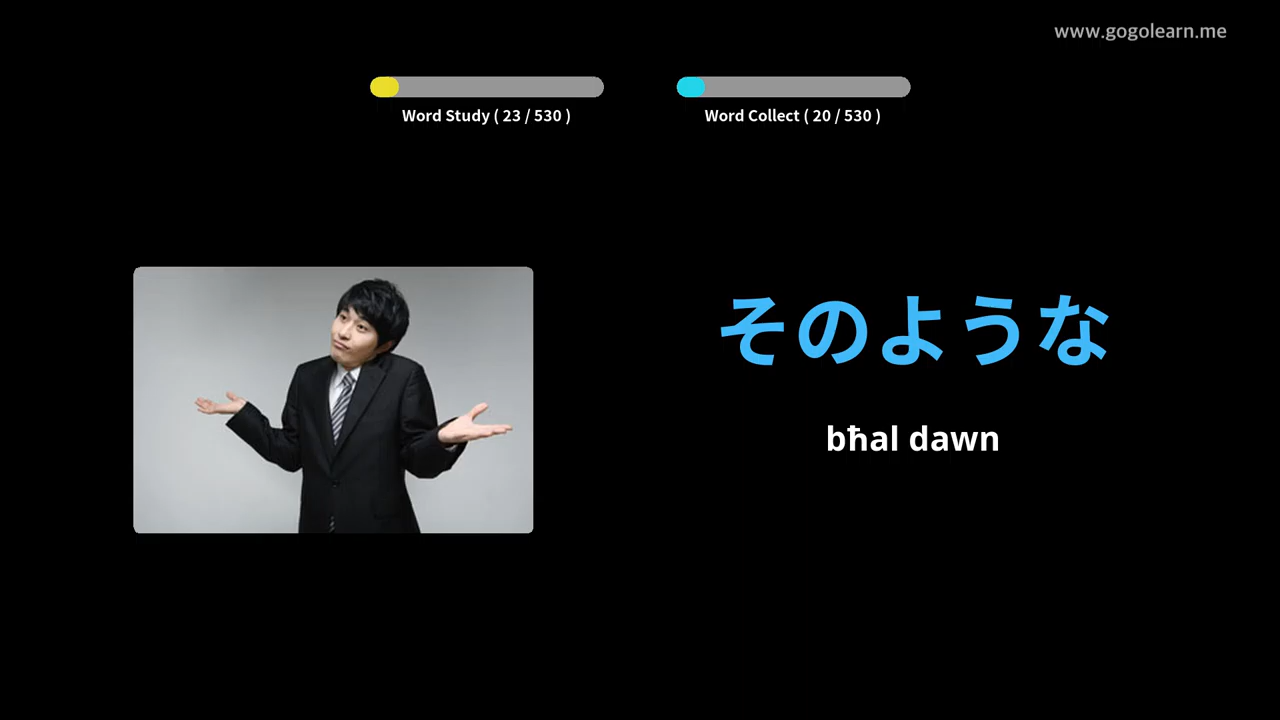 www.gogolearn.me
Word Study ( 23 / 530 )
Word Collect ( 20 / 530 )
そのような
bħal dawn